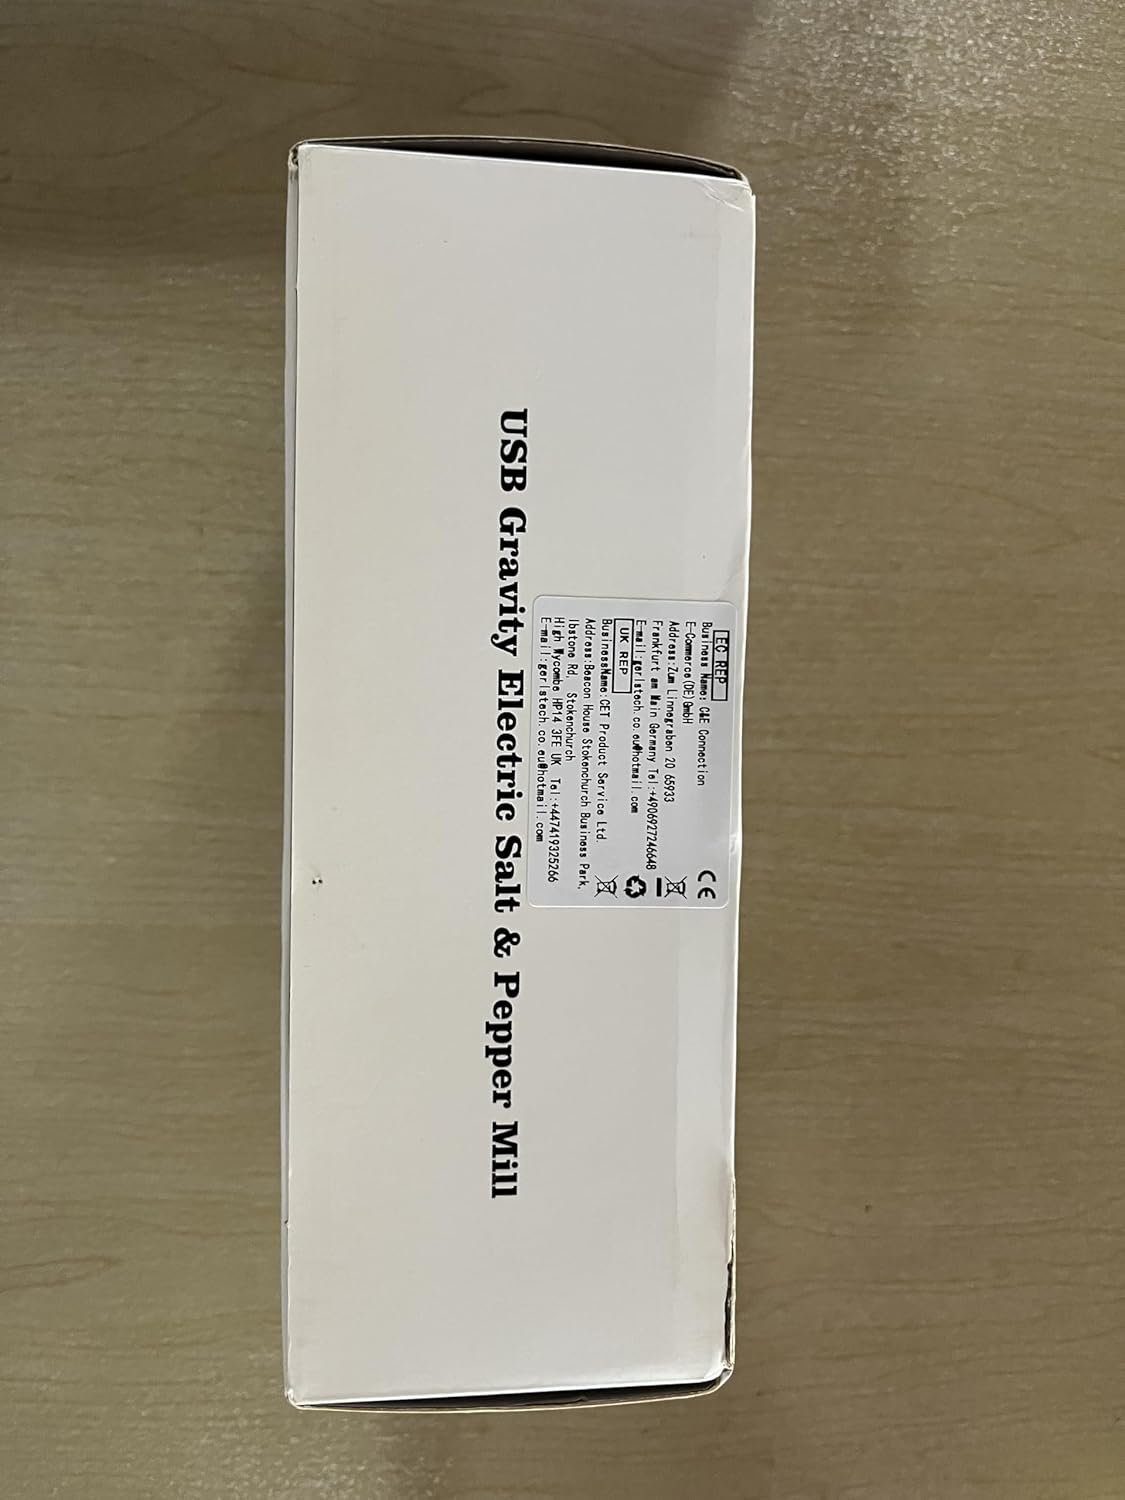 USB Gravity Electric Salt & Pepper Mill
EC REP
Business Name: C&E Connection
E-Commerce(DE)GmbH
Address:Zum Linnegraben 20 65933
Frankfurt am Main Germany Tel:+4906927246648
E-mail:gerlstech.co.eu@hotmail.com
UK REP
BusinessName:CET Product Service Ltd.
Address:Beacon House Stokenchurch Business Park,
Ibstone Rd, Stokenchurch
High Wycombe HP14 3FE UK Tel:+447419325266
E-mail:gerlstech.co.eu@hotmail.com
CE